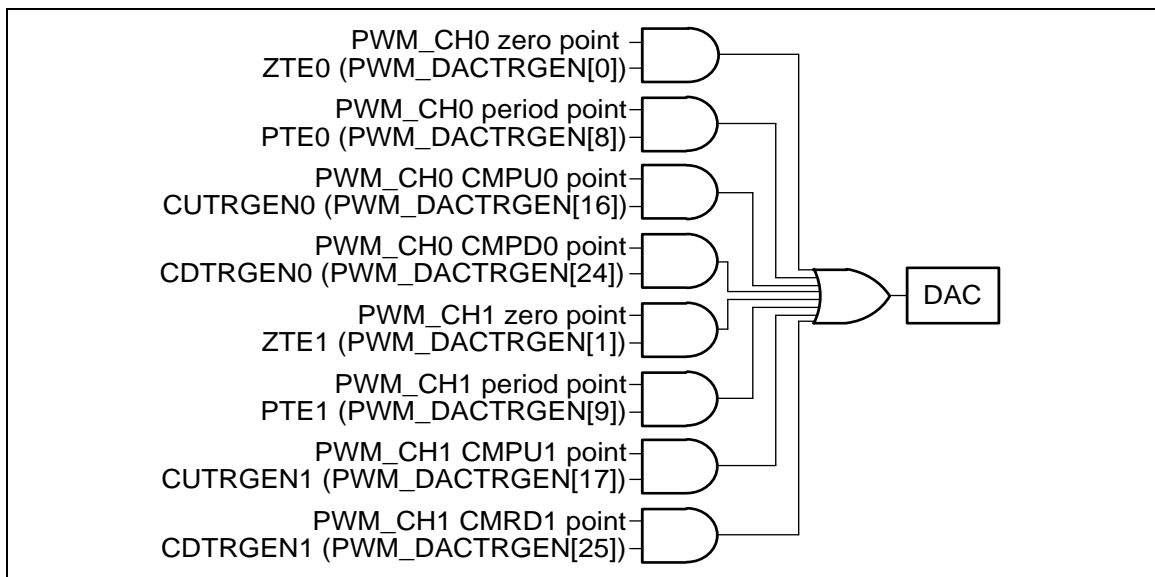 PWM_CH0 zero point
ZTE0 (PWM_DACTRGEN[0])
PWM_CH0 period point
PTE0 (PWM_DACTRGEN[8])
PWM_CH0 CMPU0 point
CUTRGEN0 (PWM_DACTRGEN[16])
PWM_CH0 CMPD0 point
CDTRGEN0 (PWM_DACTRGEN[24])
PWM_CH1 zero point
ZTE1 (PWM_DACTRGEN[1])
PWM_CH1 period point
PTE1 (PWM_DACTRGEN[9])
PWM_CH1 CMPU1 point
CUTRGEN1 (PWM_DACTRGEN[17])
PWM_CH1 CMRD1 point
CDTRGEN1 (PWM_DACTRGEN[25])
DAC